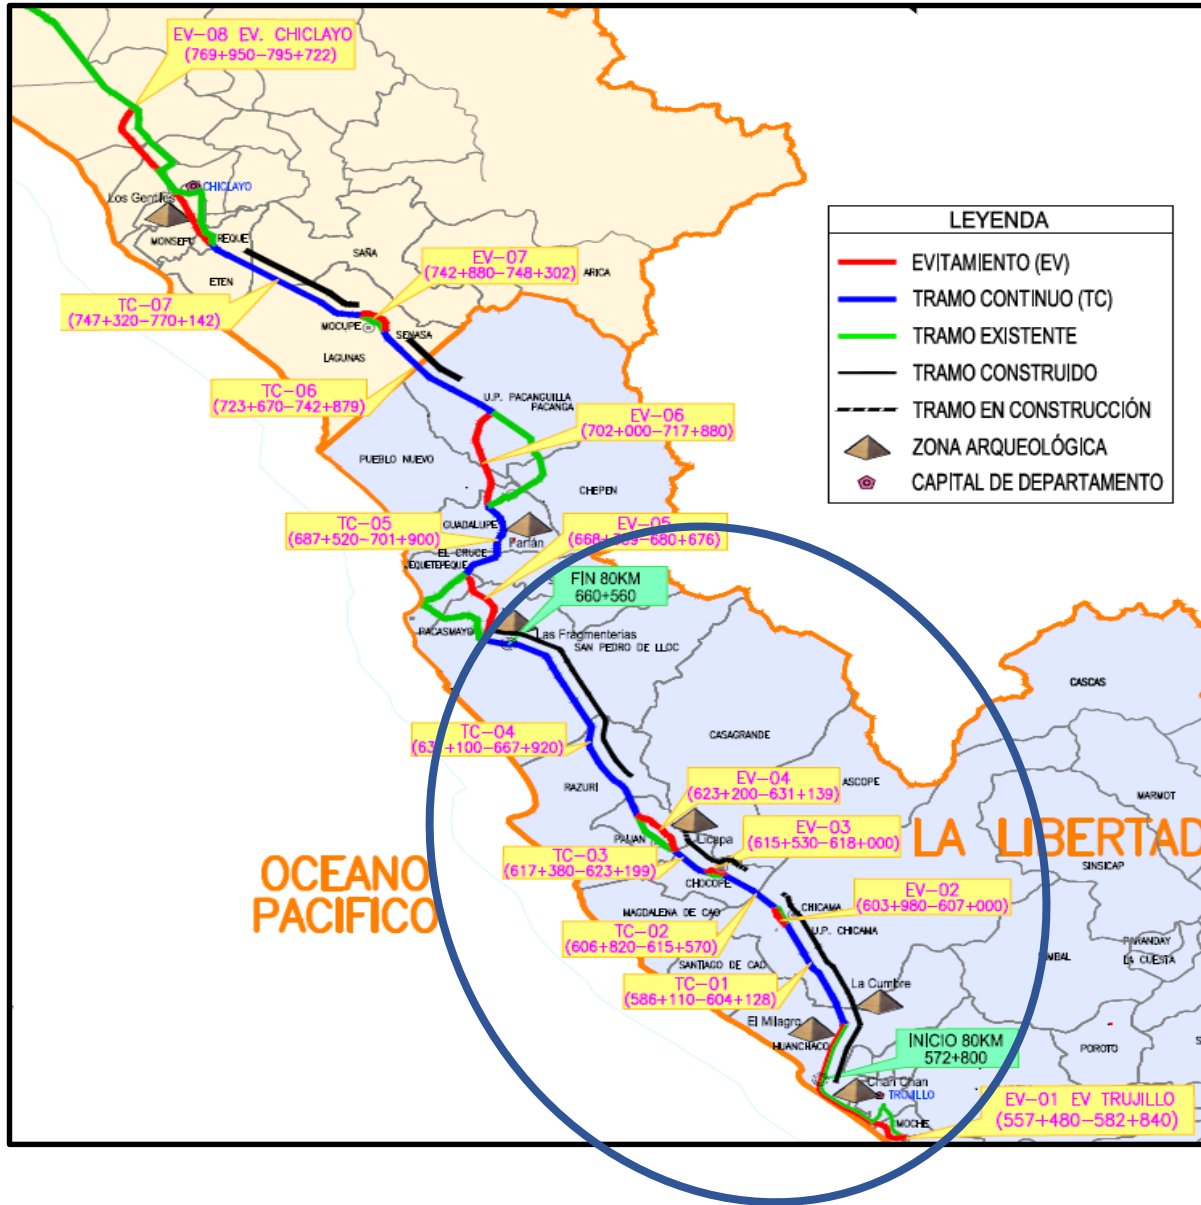 EV-08 EV. CHICLAYO
(769+950-795+722)
CHICLAYO
Los Gentiles
MONSEFU
REQUE
ETEN
SAÑA
EV-07
(742+880-748+302)
ARICA
TC-07
(747+320-770+142)
MOCUPE
SENASA
LAGUNAS
TC-06
(723+670-742+879)
U.P. PACANGUILLA
PACANGA
EV-06
(702+000-717+880)
PUEBLO NUEVO
CHEPEN
TC-05
(687+520-701+900)
GUADALUPE
Farfán
EV-05
EL CRUCE
JEQUETEPEQUE
FIN 80KM
660+560
PACASMAYO
Las Fragmenterias
SAN PEDRO DE LLOC
TC-04
CASAGRANDE
RAZURI
EV-04
(623+200-631+139)
ASCOPE
PAIJAN
Licapa
EV-03
(615+530-618+000)
TC-03
(617+380-623+199)
CHOCOPE
EV-02
(603+980-607+000)
MAGDALENA DE CAO
CHICAMA
U.P. CHICAMA
TC-02
(606+820-615+570)
SANTIAGO DE CAO
TC-01
(586+110-604+128)
La Cumbre
El Milagro
HUANCHACO
INICIO 80KM
572+800
Chan Chan
TRUJILLO
MOCHE
EV-01 EV TRUJILLO
(557+480-582+840)
CASCAS
MARMOT
LA LIBERTAD
SINSICAP
PARANDAY
LA CUESTA
POROTO
OCEANO
PACIFICO
LEYENDA
EVITAMIENTO (EV)
TRAMO CONTINUO (TC)
TRAMO EXISTENTE
TRAMO CONSTRUIDO
TRAMO EN CONSTRUCCIÓN
ZONA ARQUEOLÓGICA
CAPITAL DE DEPARTAMENTO